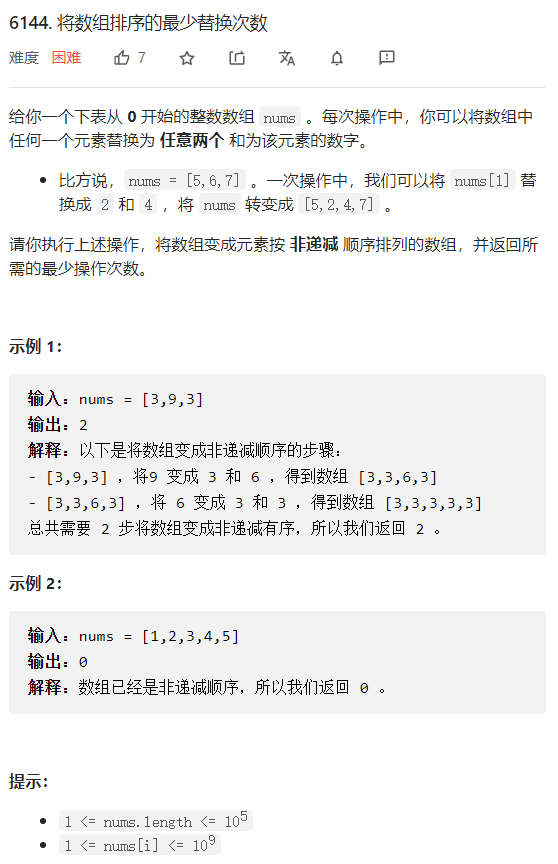 6144. 将数组排序的最少替换次数
难度 困难 7
给你一个下表从 0 开始的整数数组 nums 。每次操作中，你可以将数组中
任何一个元素替换为 任意两个 和为该元素的数字。
• 比方说，nums = [5,6,7] 。一次操作中，我们可以将 nums[1] 替
换成 2 和 4 ，将 nums 转变成 [5,2,4,7] 。
请你执行上述操作，将数组变成元素按 非递减 顺序排列的数组，并返回所
需的最少操作次数。
示例 1：
输入：nums = [3,9,3]
输出：2
解释：以下是将数组变成非递减顺序的步骤：
- [3,9,3] ，将9 变成 3 和 6 ，得到数组 [3,3,6,3]
- [3,3,6,3] ，将 6 变成 3 和 3 ，得到数组 [3,3,3,3,3]
总共需要 2 步将数组变成非递减有序，所以我们返回 2 。
示例 2：
输入：nums = [1,2,3,4,5]
输出：0
解释：数组已经是非递减顺序，所以我们返回 0 。
提示：
• 1 <= nums.length <= 10⁵
• 1 <= nums[i] <= 10⁹